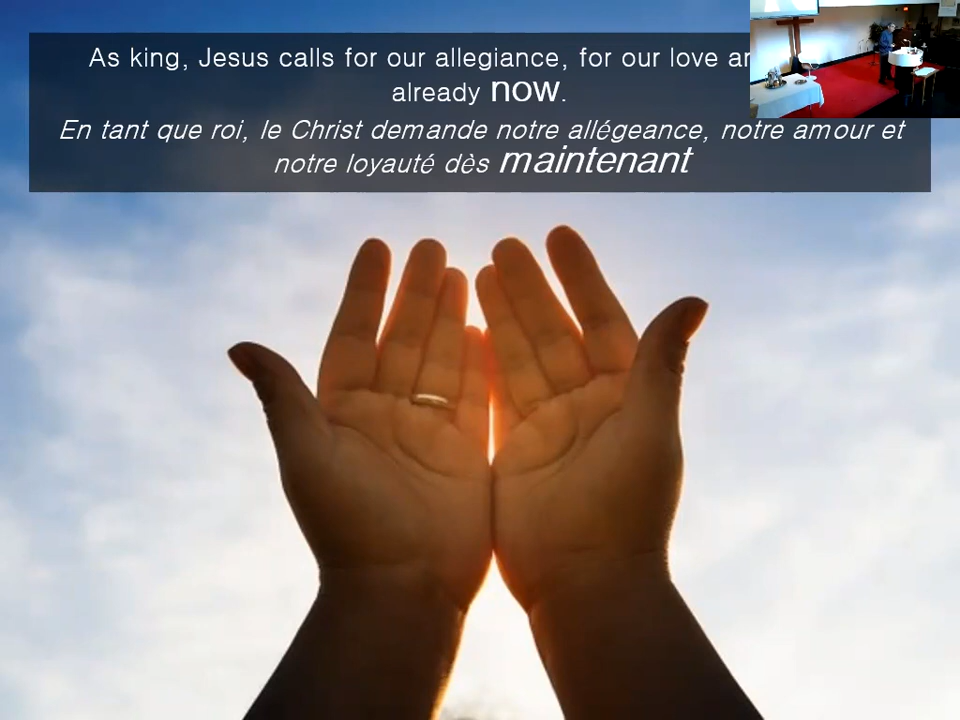 As king, Jesus calls for our allegiance, for our love
already now.
En tant que roi, le Christ demande notre allégeance, notre amour et
notre loyauté dès maintenant